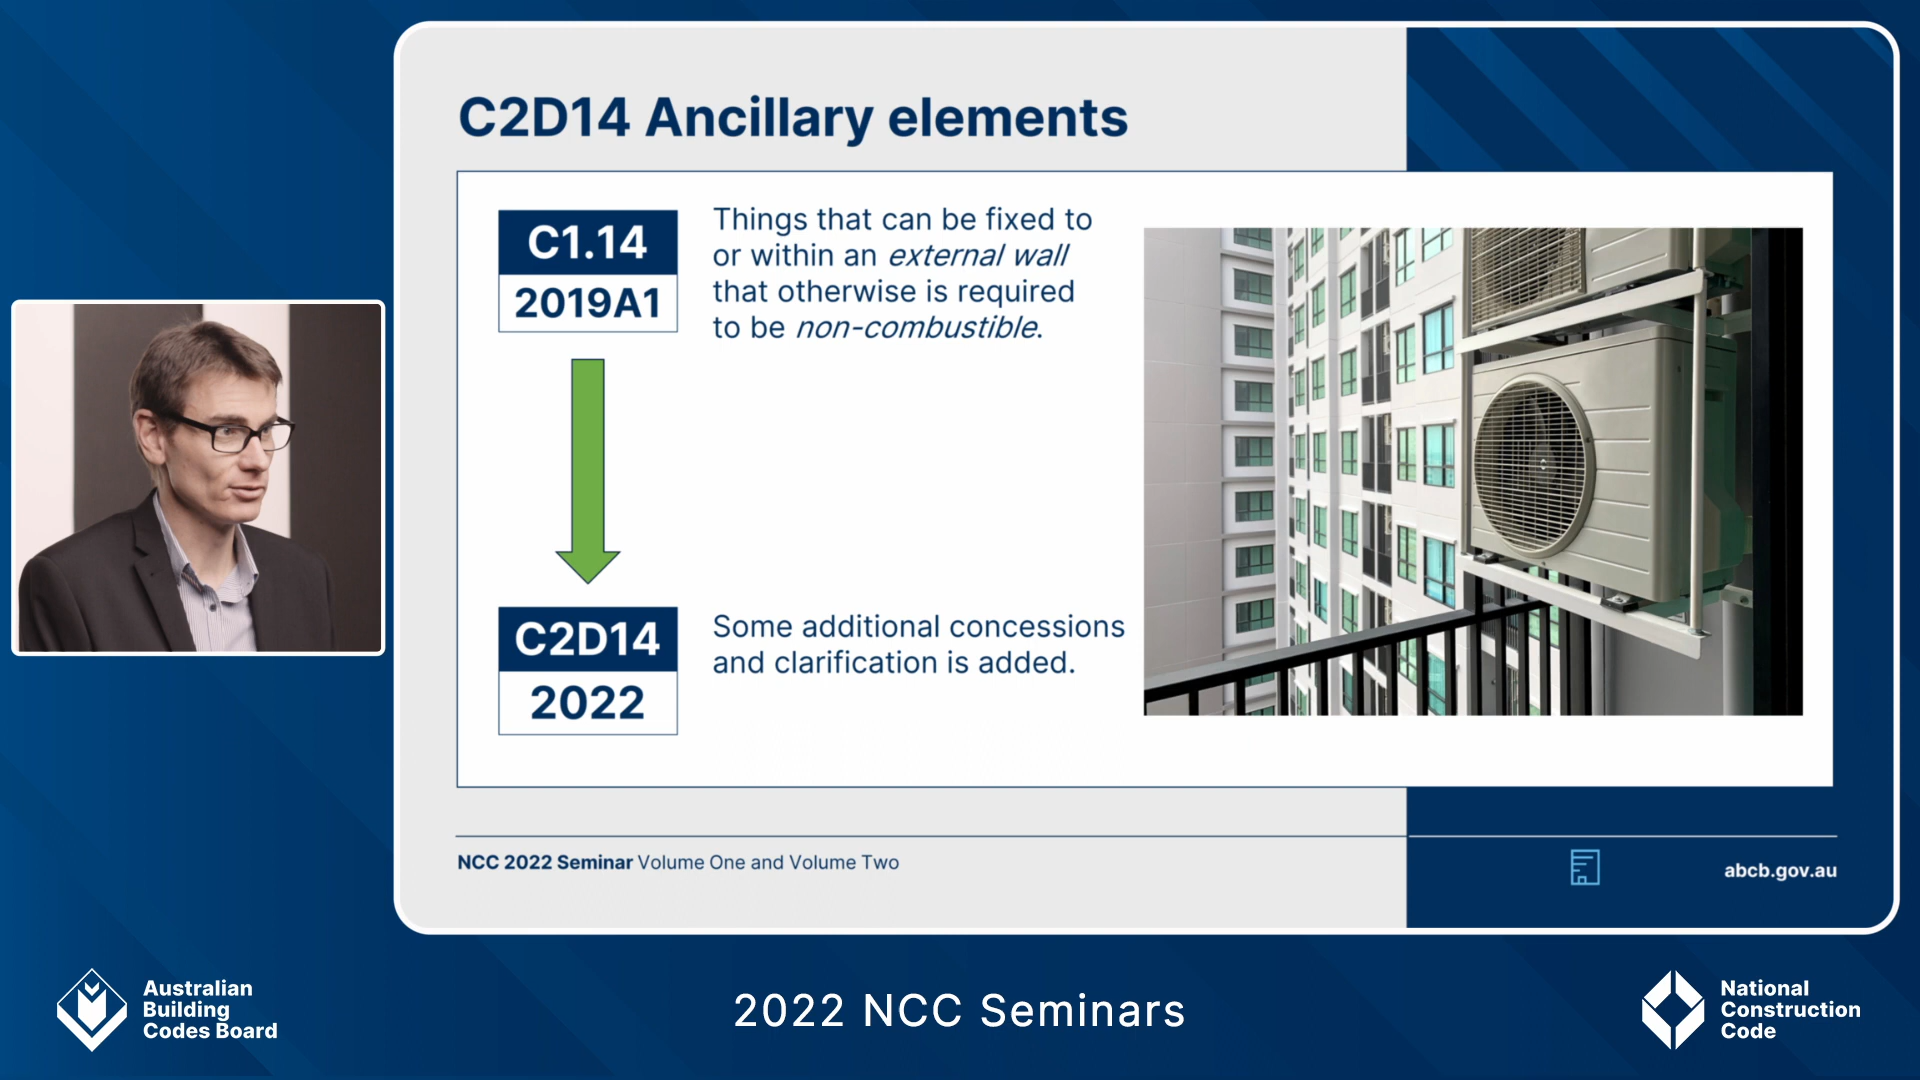 C2D14 Ancillary elements
C1.14
2019A1
Things that can be fixed to
or within an external wall
that otherwise is required
to be non-combustible.
C2D14
2022
Some additional concessions
and clarification is added.
NCC 2022 Seminar Volume One and Volume Two
abcb.gov.au
Australian
Building
Codes Board
2022 NCC Seminars
National
Construction
Code